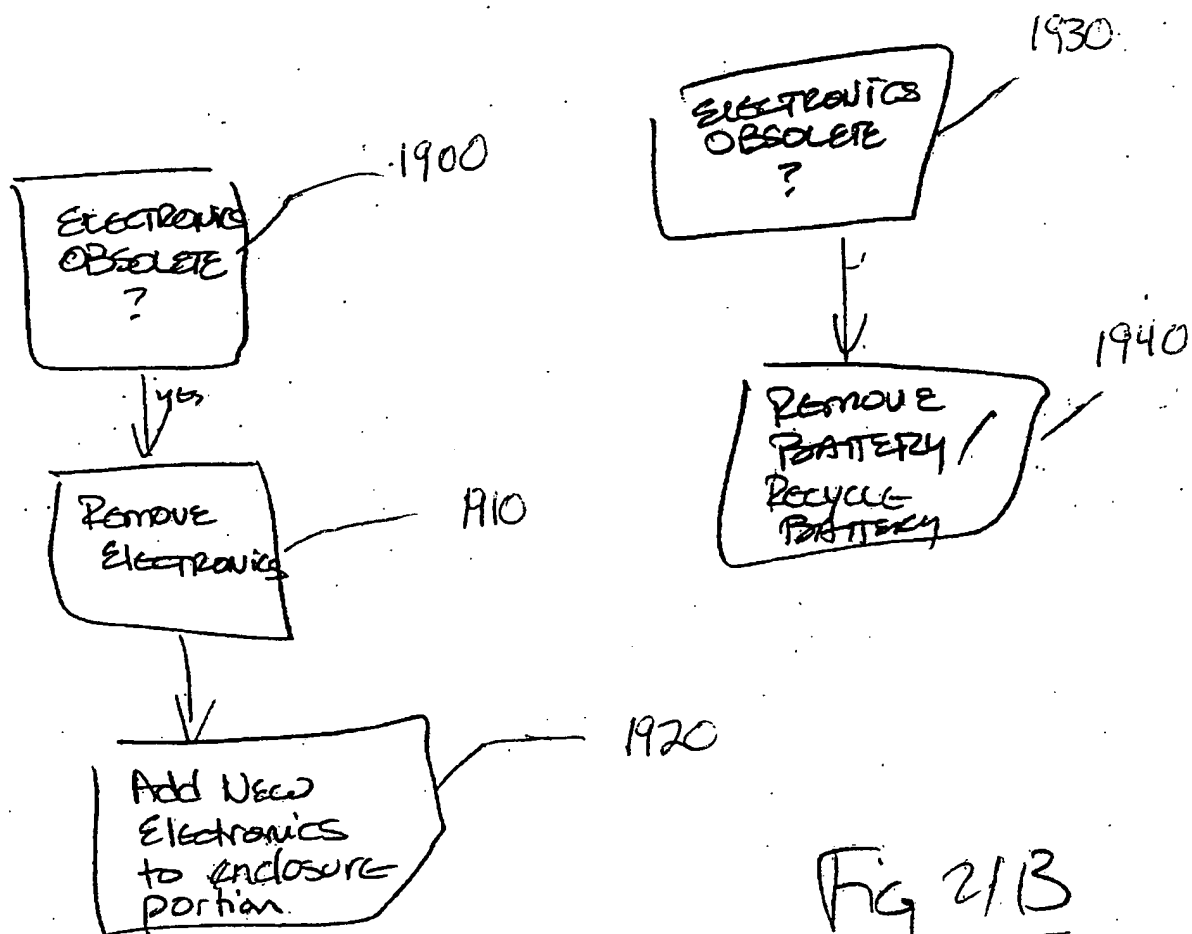 1900
ELECTRONICS
OBSOLETE
?
yes
REMOVE
ElECTRONICS
1910
Add NEW
Electronics
to enclosure
portion
1920
1930
ELECTRONICS
OBSOLETE
?
1940
REMOVE
BATTERY /
RECYCLE
BATTERY
Fig 21B